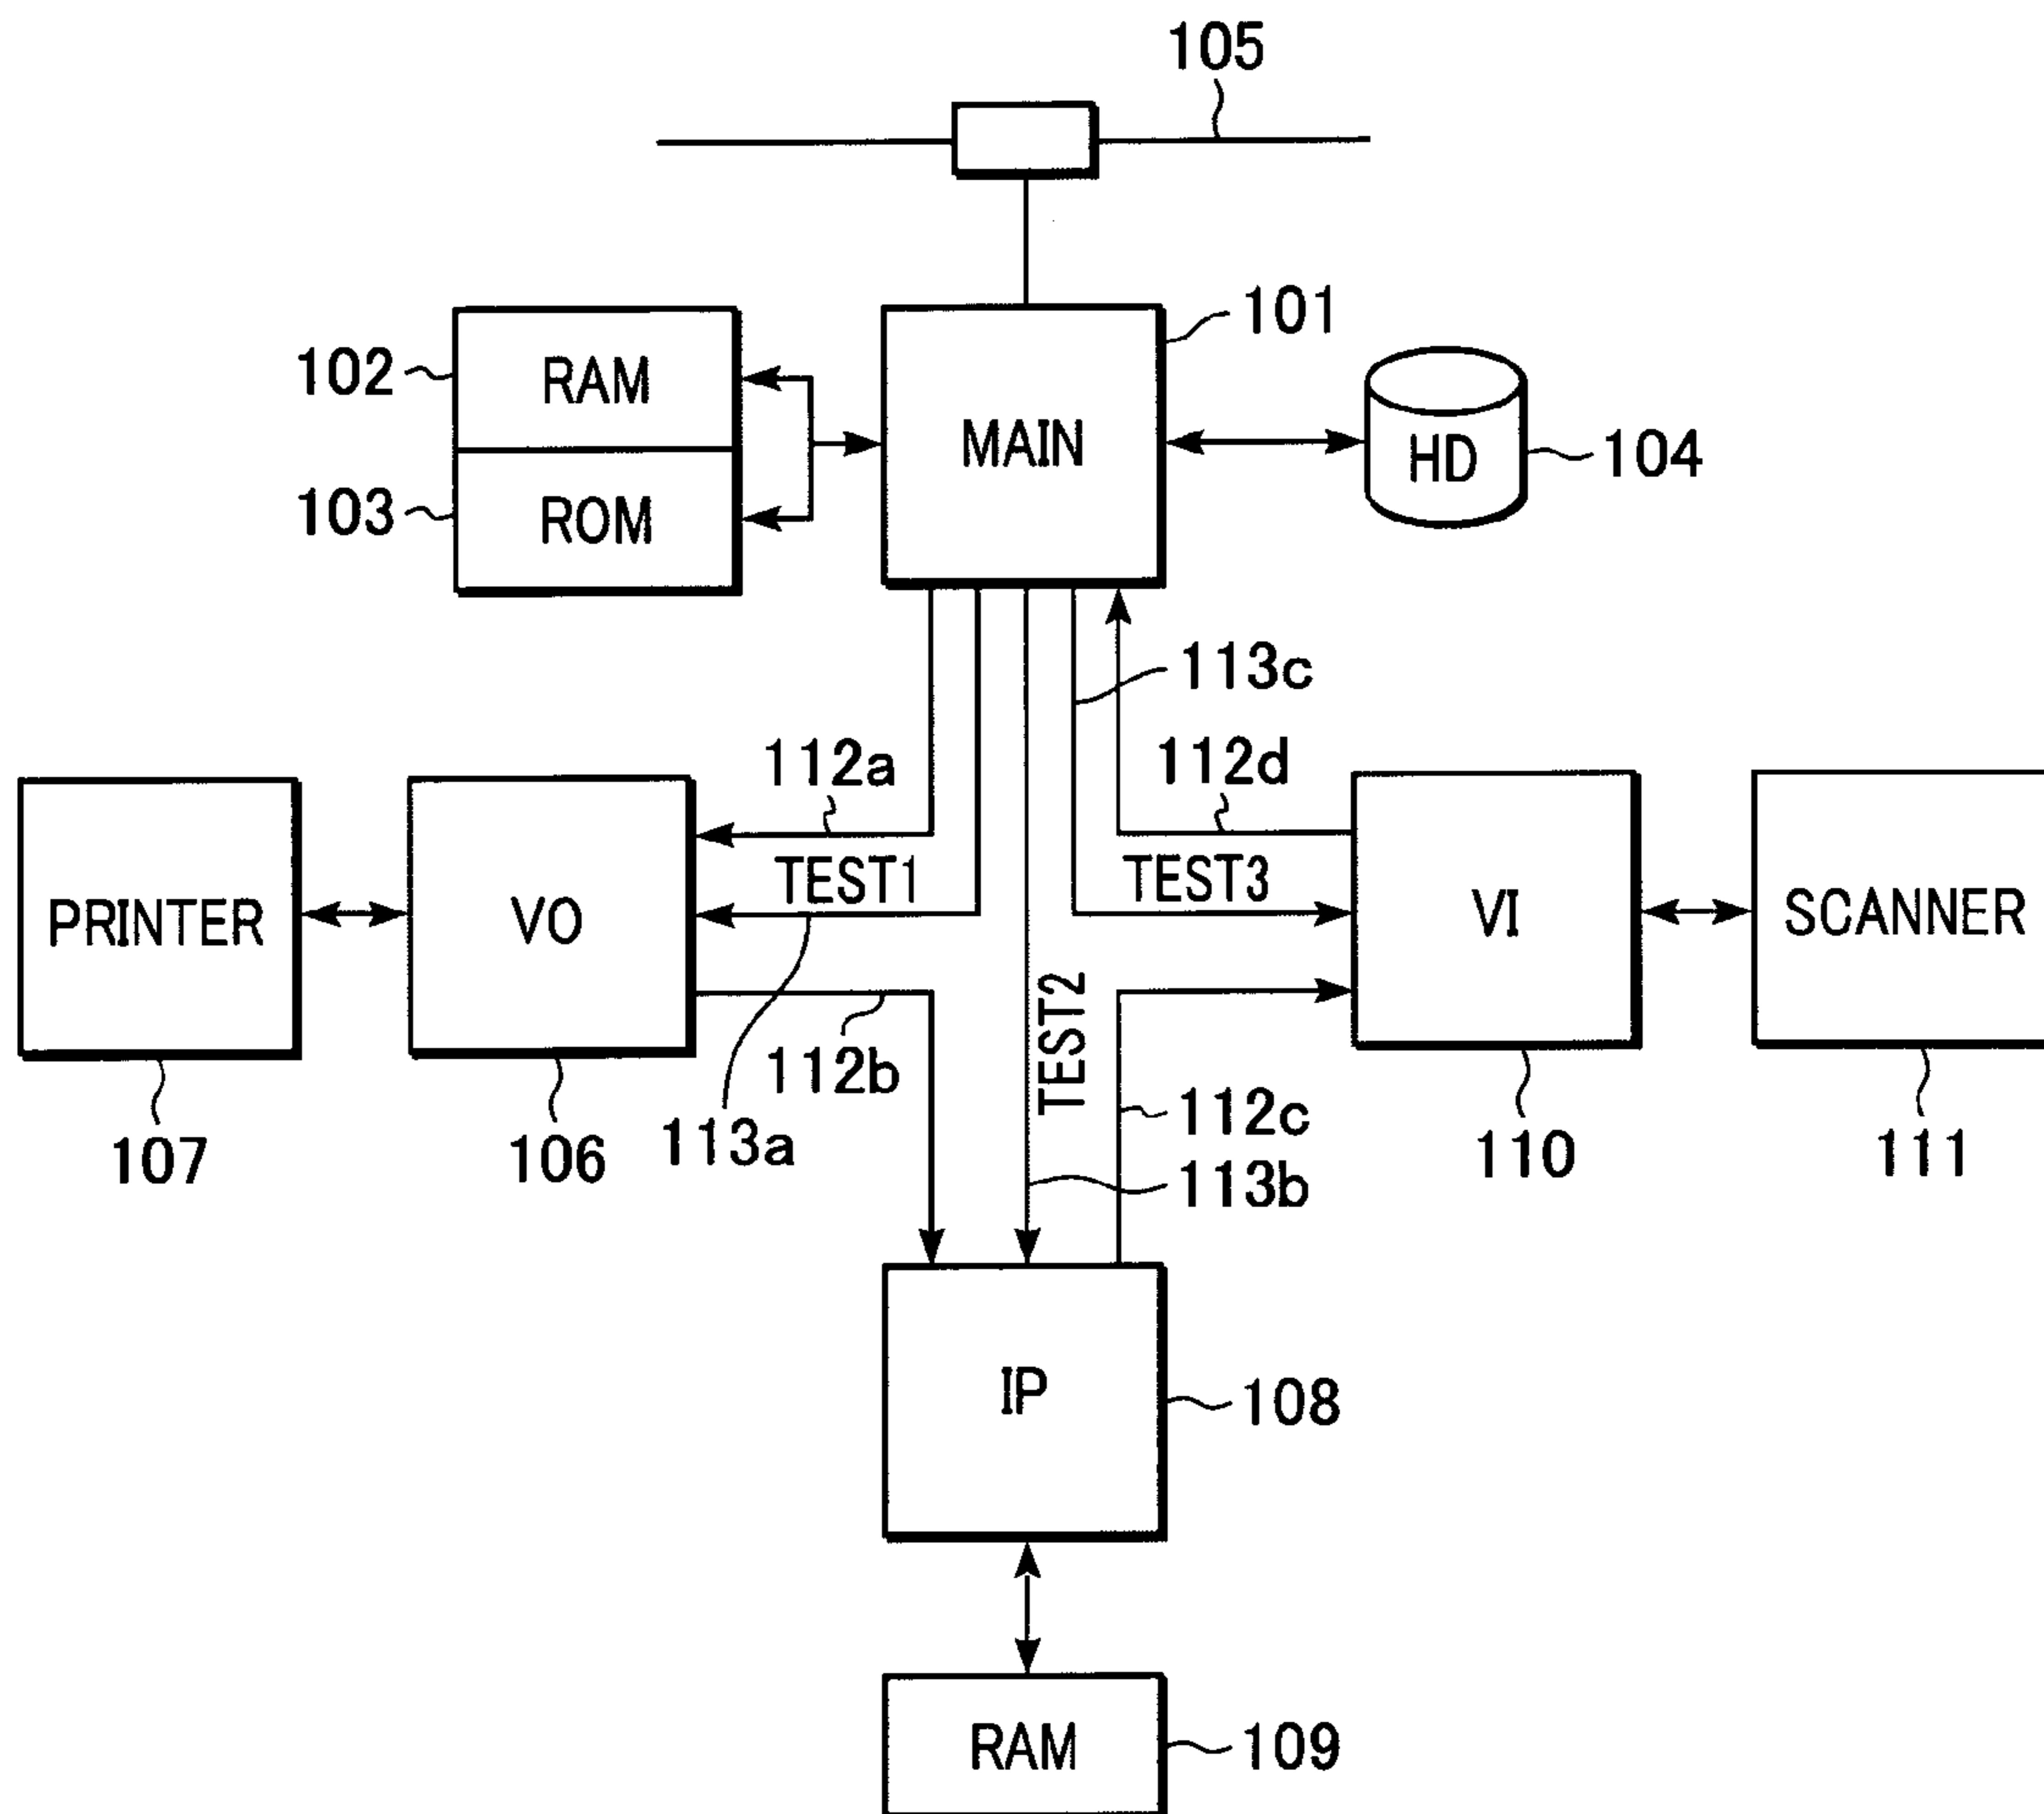 105
101
102
RAM
MAIN
HD
104
103
ROM
113c
112a
112d
TEST1
TEST3
PRINTER
VO
VI
SCANNER
TEST2
112b
112c
107
106
113a
113b
110
111
IP
108
RAM
109